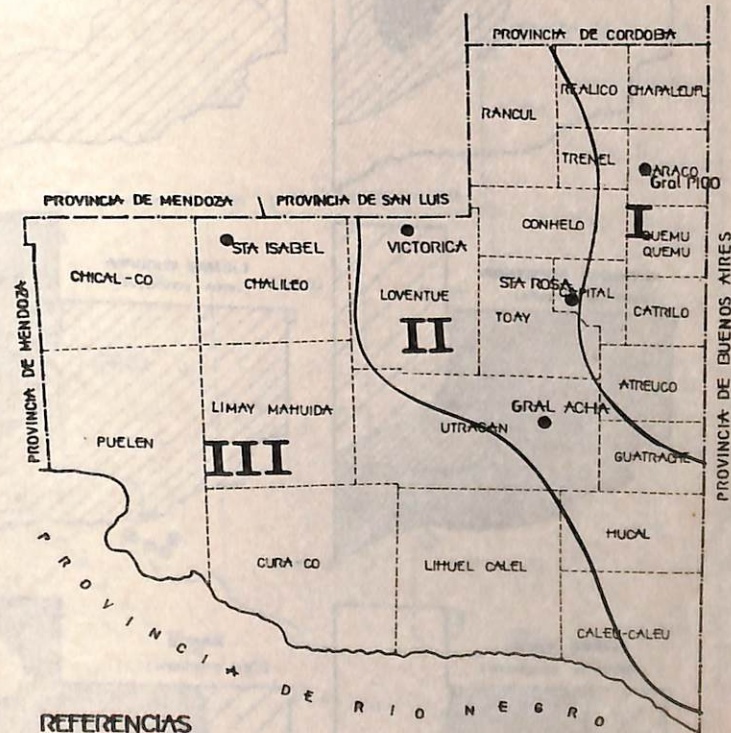 PROVINCIA DE CORDOBA
REALICO
CHAPALEUFU
RANCUL
TRENEL
MARACO
Gral PICO
PROVINCIA DE MENDOZA
PROVINCIA DE SAN LUIS
CONHELO
I
QUEMU
QUEMU
STA ISABEL
VICTORICA
CHICAL-CO
CHALILEO
LOVENTUE
STA ROSA
CAPITAL
TOAY
CATRILO
II
PROVINCIA DE MENDOZA
PROVINCIA DE BUENOS AIRES
ATREUCO
LIMAY MAHUIDA
GRAL ACHA
UTRACAN
PUELEN
III
GUATRACHE
HUCAL
CURA CO
LIHUEL CALEL
CALEU-CALEU
PROVINCIA DE RIO NEGRO
REFERENCIAS